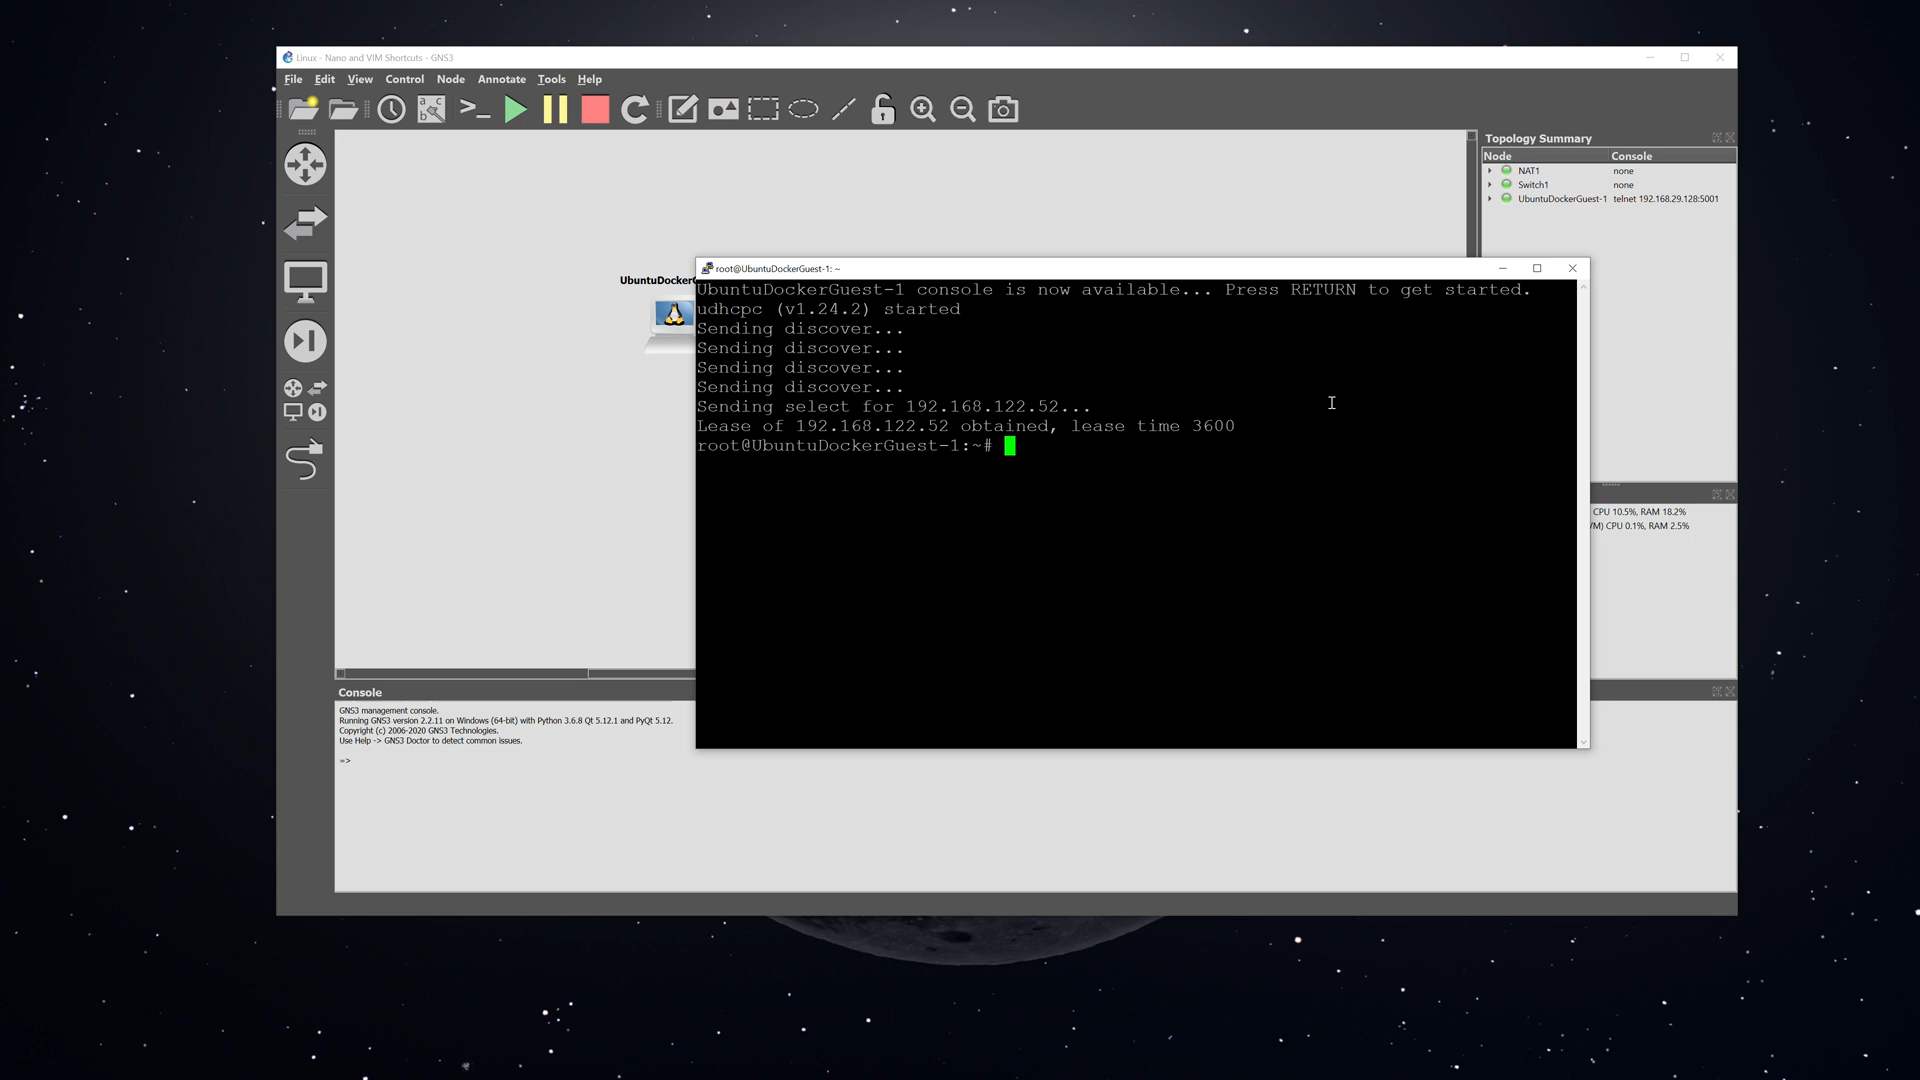 Linux - Nano and VIM Shortcuts - GNS3
File Edit View Control Node Annotate Tools Help
a c
b
Topology Summary
Node Console
NAT1 none
Switch1 none
UbuntuDockerGuest-1 telnet 192.168.29.128:5001
UbuntuDocker
root@UbuntuDockerGuest-1: ~
UbuntuDockerGuest-1 console is now available... Press RETURN to get started.
udhcpc (v1.24.2) started
Sending discover...
Sending discover...
Sending discover...
Sending discover...
Sending select for 192.168.122.52...
Lease of 192.168.122.52 obtained, lease time 3600
root@UbuntuDockerGuest-1:~#
CPU 10.5%, RAM 18.2%
M) CPU 0.1%, RAM 2.5%
Console
GNS3 management console.
Running GNS3 version 2.2.11 on Windows (64-bit) with Python 3.6.8 Qt 5.12.1 and PyQt 5.12.
Copyright (c) 2006-2020 GNS3 Technologies.
Use Help -> GNS3 Doctor to detect common issues.
=>